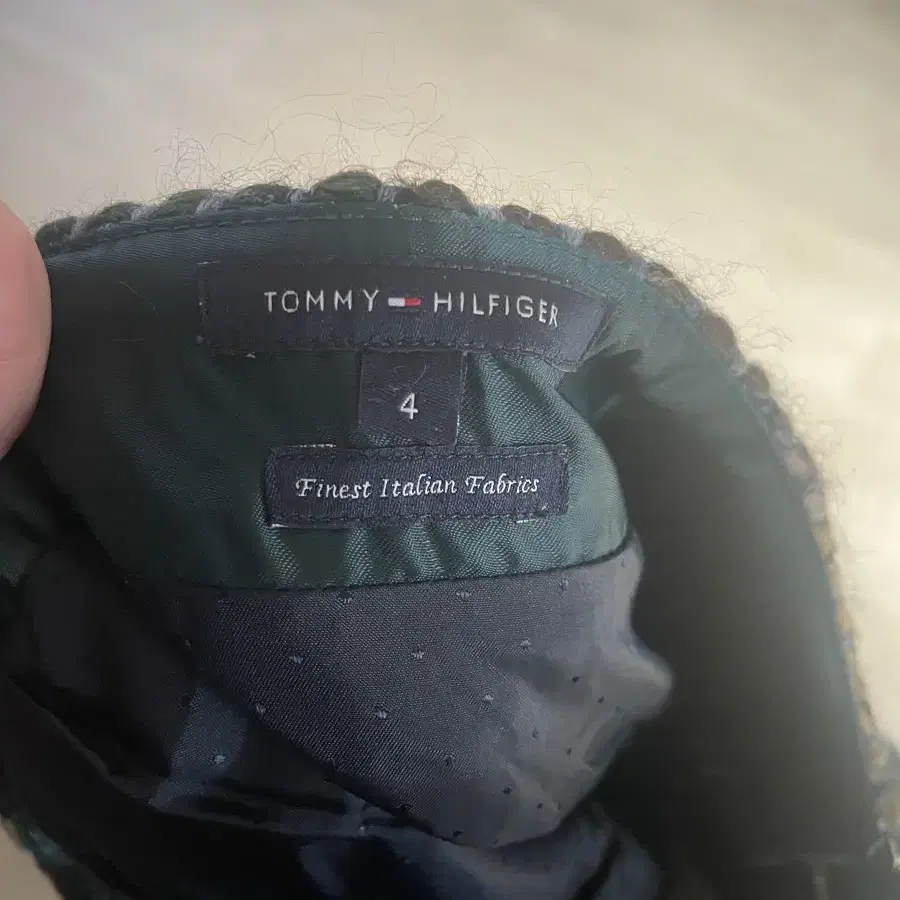 TOMMY HILFIGER
4
Finest Italian Fabrics